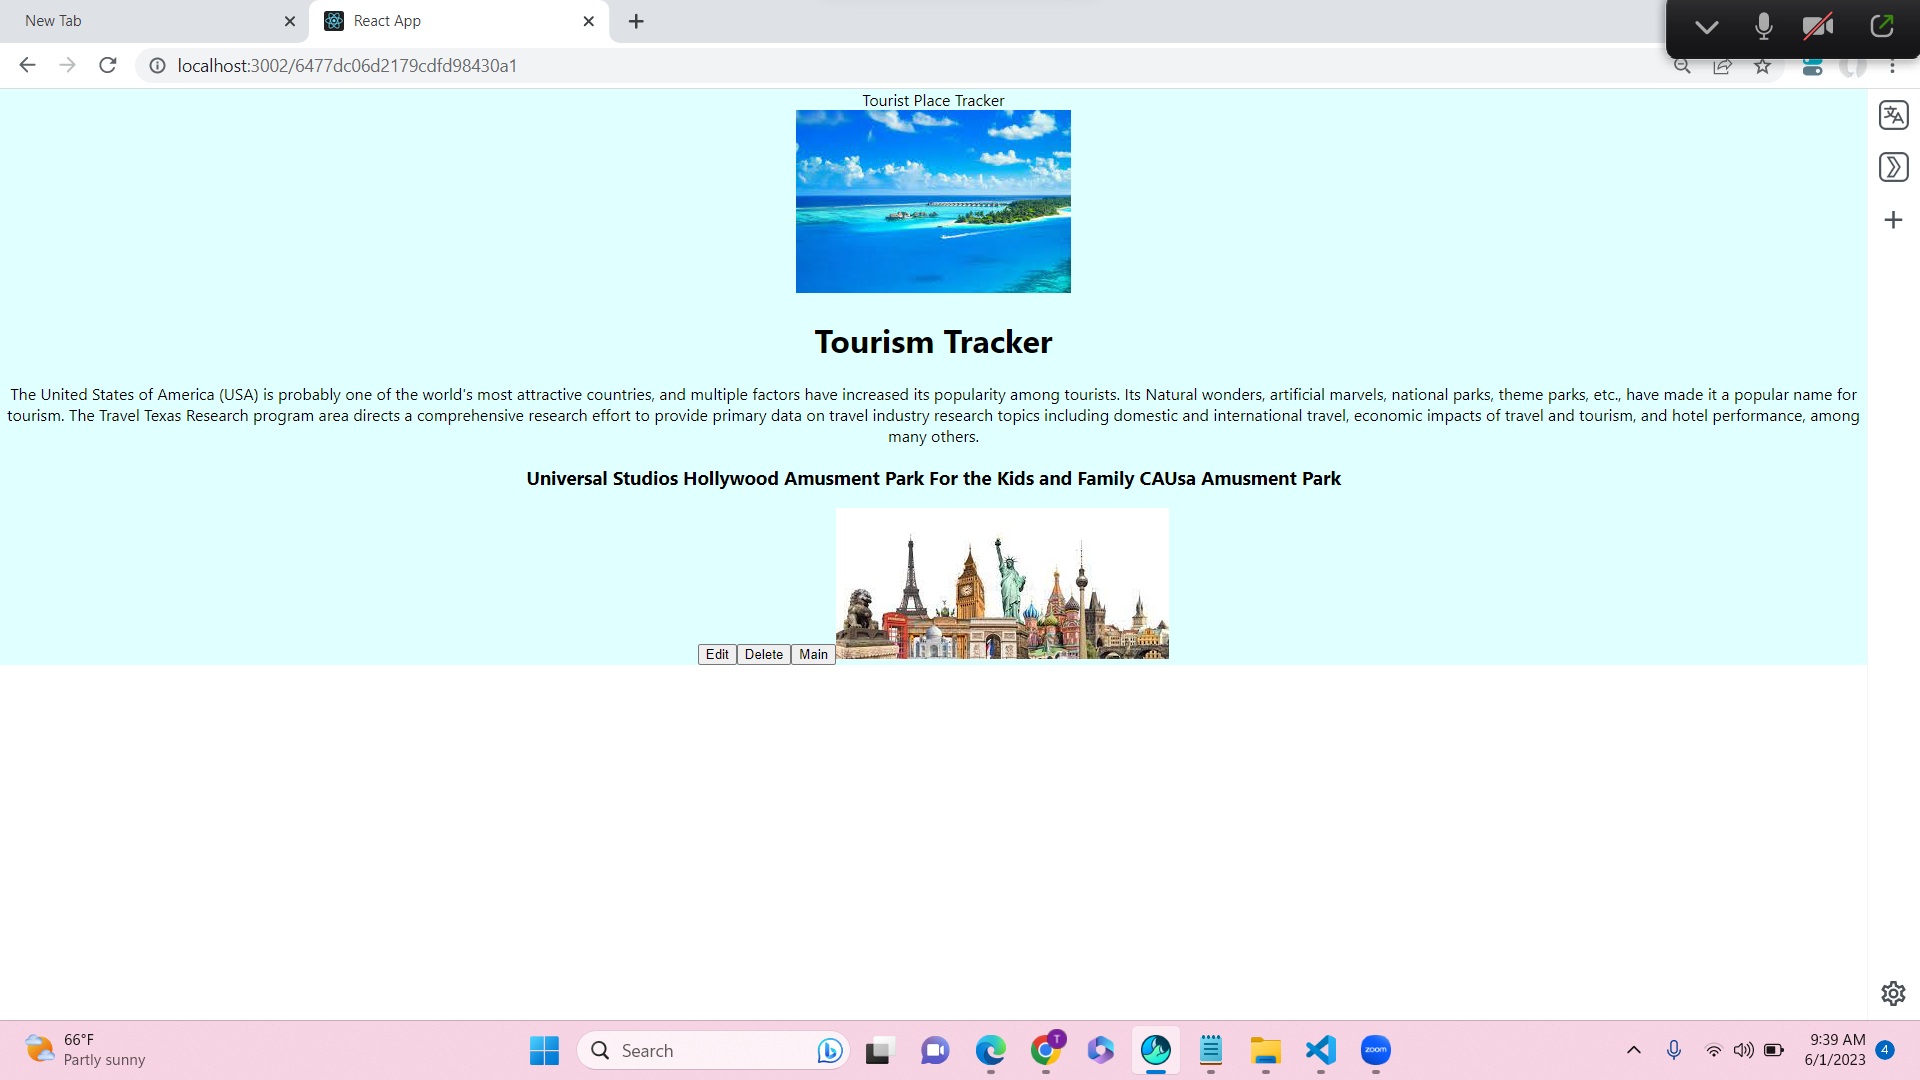 New Tab
React App
localhost:3002/6477dc06d2179cdfd98430a1
Tourist Place Tracker
Tourism Tracker
The United States of America (USA) is probably one of the world's most attractive countries, and multiple factors have increased its popularity among tourists. Its Natural wonders, artificial marvels, national parks, theme parks, etc., have made it a popular name for
tourism. The Travel Texas Research program area directs a comprehensive research effort to provide primary data on travel industry research topics including domestic and international travel, economic impacts of travel and tourism, and hotel performance, among
many others.
Universal Studios Hollywood Amusment Park For the Kids and Family CAUsa Amusment Park
Edit Delete Main
66°F
Partly sunny
Search
T
zoom
9:39 AM
6/1/2023
4